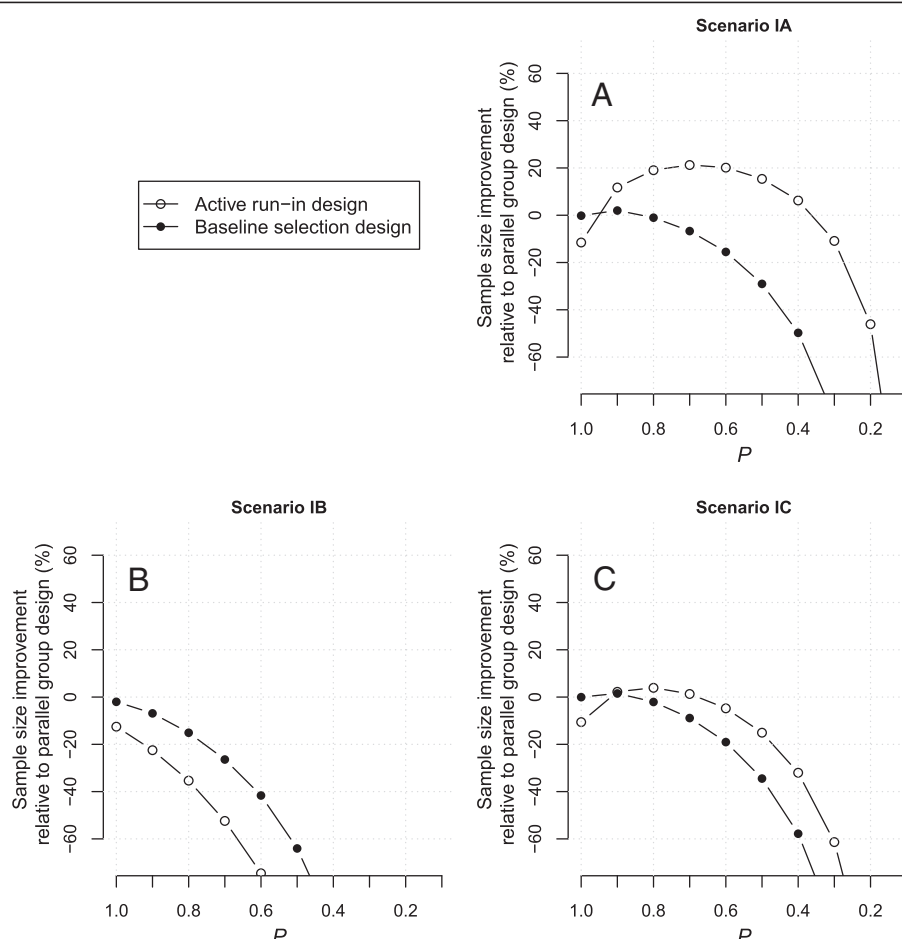 Scenario IA
A
Sample size improvement
relative to parallel group design (%)
60
40
20
0
−20
−40
−60
1.0
0.8
0.6
0.4
0.2
P
Active run−in design
Baseline selection design
Scenario IB
B
Sample size improvement
relative to parallel group design (%)
60
40
20
0
−20
−40
−60
1.0
0.8
0.6
0.4
0.2
P
Scenario IC
C
Sample size improvement
relative to parallel group design (%)
60
40
20
0
−20
−40
−60
1.0
0.8
0.6
0.4
0.2
P